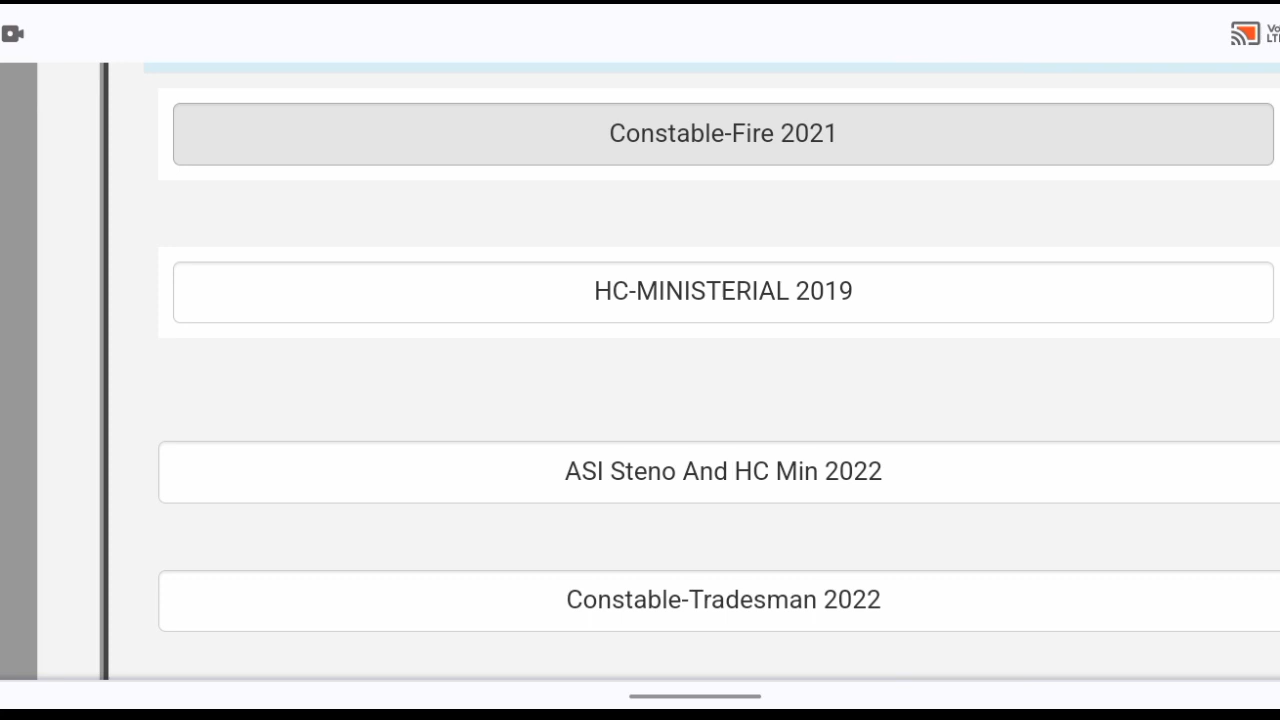 Constable-Fire 2021
HC-MINISTERIAL 2019
ASI Steno And HC Min 2022
Constable-Tradesman 2022